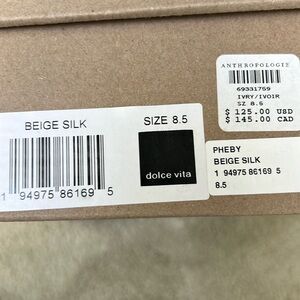 ANTHROPOLOGIE
69331759
IVRY/IVOIR
SZ 8.5
$ 125.00 USD
$ 145.00 CAD
BEIGE SILK
SIZE 8.5
1 94975 86169 5
dolce vita
PHEBY
BEIGE SILK
1 94975 86169 5
8.5